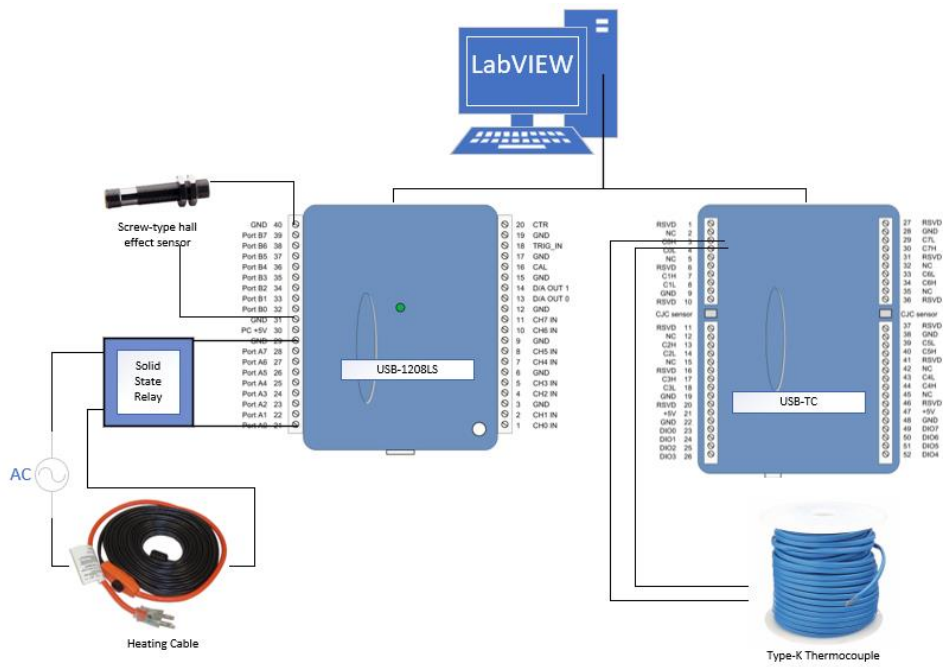 LabVIEW
Screw-type hall
effect sensor
GND 40
Port B7 39
Port B6 38
Port B5 37
Port B4 36
Port B3 35
Port B2 34
Port B1 33
Port B0 32
GND 31
PC +5V 30
GND 29
Port A7 28
Port A6 27
Port A5 26
Port A4 25
Port A3 24
Port A2 23
Port A1 22
Port A0 21
USB-1208LS
20 CTR
19 GND
18 TRIG_IN
17 GND
16 CAL
15 GND
14 D/A OUT 1
13 D/A OUT 0
12 GND
11 CH7 IN
10 CH6 IN
9 GND
8 CH5 IN
7 CH4 IN
6 GND
5 CH3 IN
4 CH2 IN
3 GND
2 CH1 IN
1 CH0 IN
Solid
State
Relay
AC
Heating Cable
RSVD 1
NC 2
C0H 3
C0L 4
NC 5
RSVD 6
C1H 7
C1L 8
GND 9
RSVD 10
CJC sensor
RSVD 11
NC 12
C2H 13
C2L 14
NC 15
RSVD 16
C3H 17
C3L 18
GND 19
RSVD 20
+5V 21
GND 22
DIO0 23
DIO1 24
DIO2 25
DIO3 26
USB-TC
27 RSVD
28 GND
29 C7L
30 C7H
31 RSVD
32 NC
33 C6L
34 C6H
35 NC
36 RSVD
CJC sensor
37 RSVD
38 GND
39 C5L
40 C5H
41 RSVD
42 NC
43 C4L
44 C4H
45 NC
46 RSVD
47 +5V
48 GND
49 DIO7
50 DIO6
51 DIO5
52 DIO4
Type-K Thermocouple